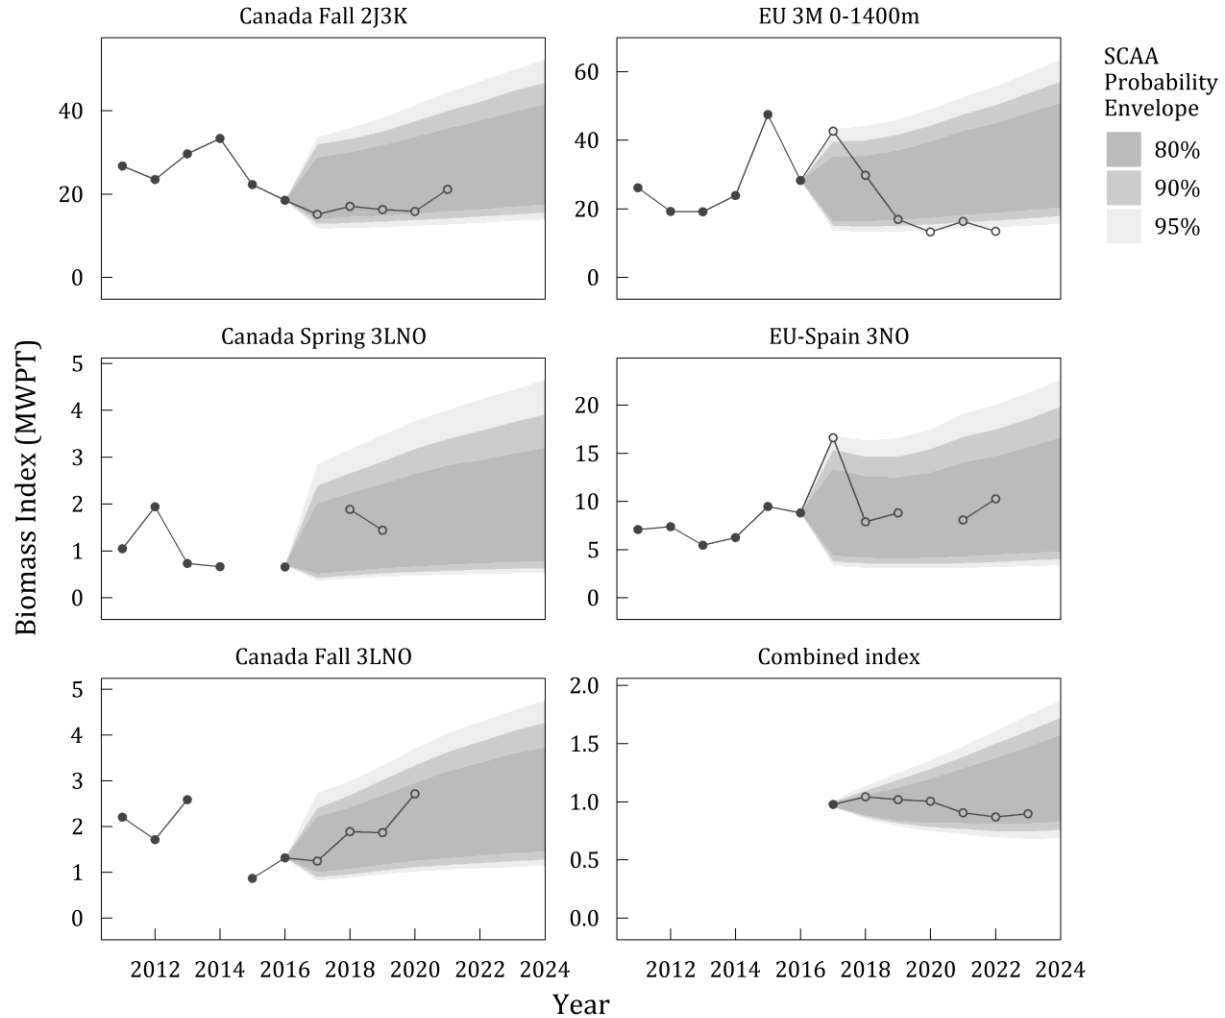 Canada Fall 2J3K
EU 3M 0-1400m
SCAA
Probability
Envelope
80%
90%
95%
40
20
0
60
40
20
0
Canada Spring 3LNO
EU-Spain 3NO
Biomass Index (MWPT)
5
4
3
2
1
0
20
15
10
5
0
Canada Fall 3LNO
Combined index
5
4
3
2
1
0
2.0
1.5
1.0
0.5
0.0
2012 2014 2016 2018 2020 2022 2024
2012 2014 2016 2018 2020 2022 2024
Year